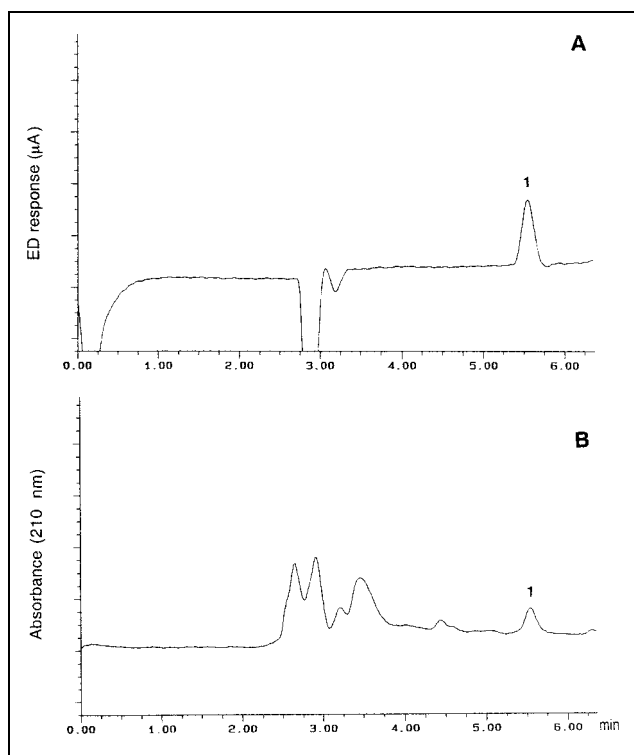 A
ED response (µA)
1
0.00 1.00 2.00 3.00 4.00 5.00 6.00
B
Absorbance (210 nm)
1
0.00 1.00 2.00 3.00 4.00 5.00 6.00 min